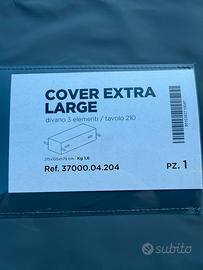 COVER EXTRA
LARGE
divano 3 elementi / tavolo 210
Kg 1,6
Ref. 37000.04.204
PZ. 1
subito